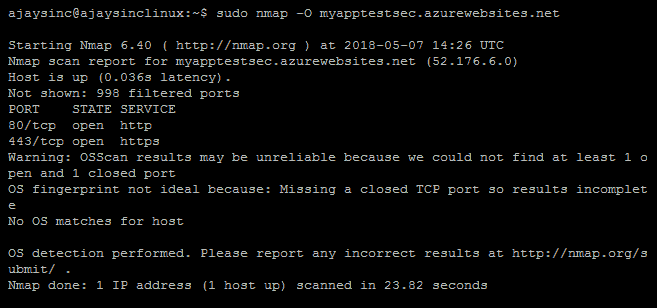 ajaysinc@ajaysinclinux:~$ sudo nmap -O myapptestsec.azurewebsites.net
Starting Nmap 6.40 ( http://nmap.org ) at 2018-05-07 14:26 UTC
Nmap scan report for myapptestsec.azurewebsites.net (52.176.6.0)
Host is up (0.036s latency).
Not shown: 998 filtered ports
PORT    STATE SERVICE
80/tcp  open  http
443/tcp open  https
Warning: OSScan results may be unreliable because we could not find at least 1 o
pen and 1 closed port
OS fingerprint not ideal because: Missing a closed TCP port so results incomplet
e
No OS matches for host
OS detection performed. Please report any incorrect results at http://nmap.org/s
ubmit/ .
Nmap done: 1 IP address (1 host up) scanned in 23.82 seconds